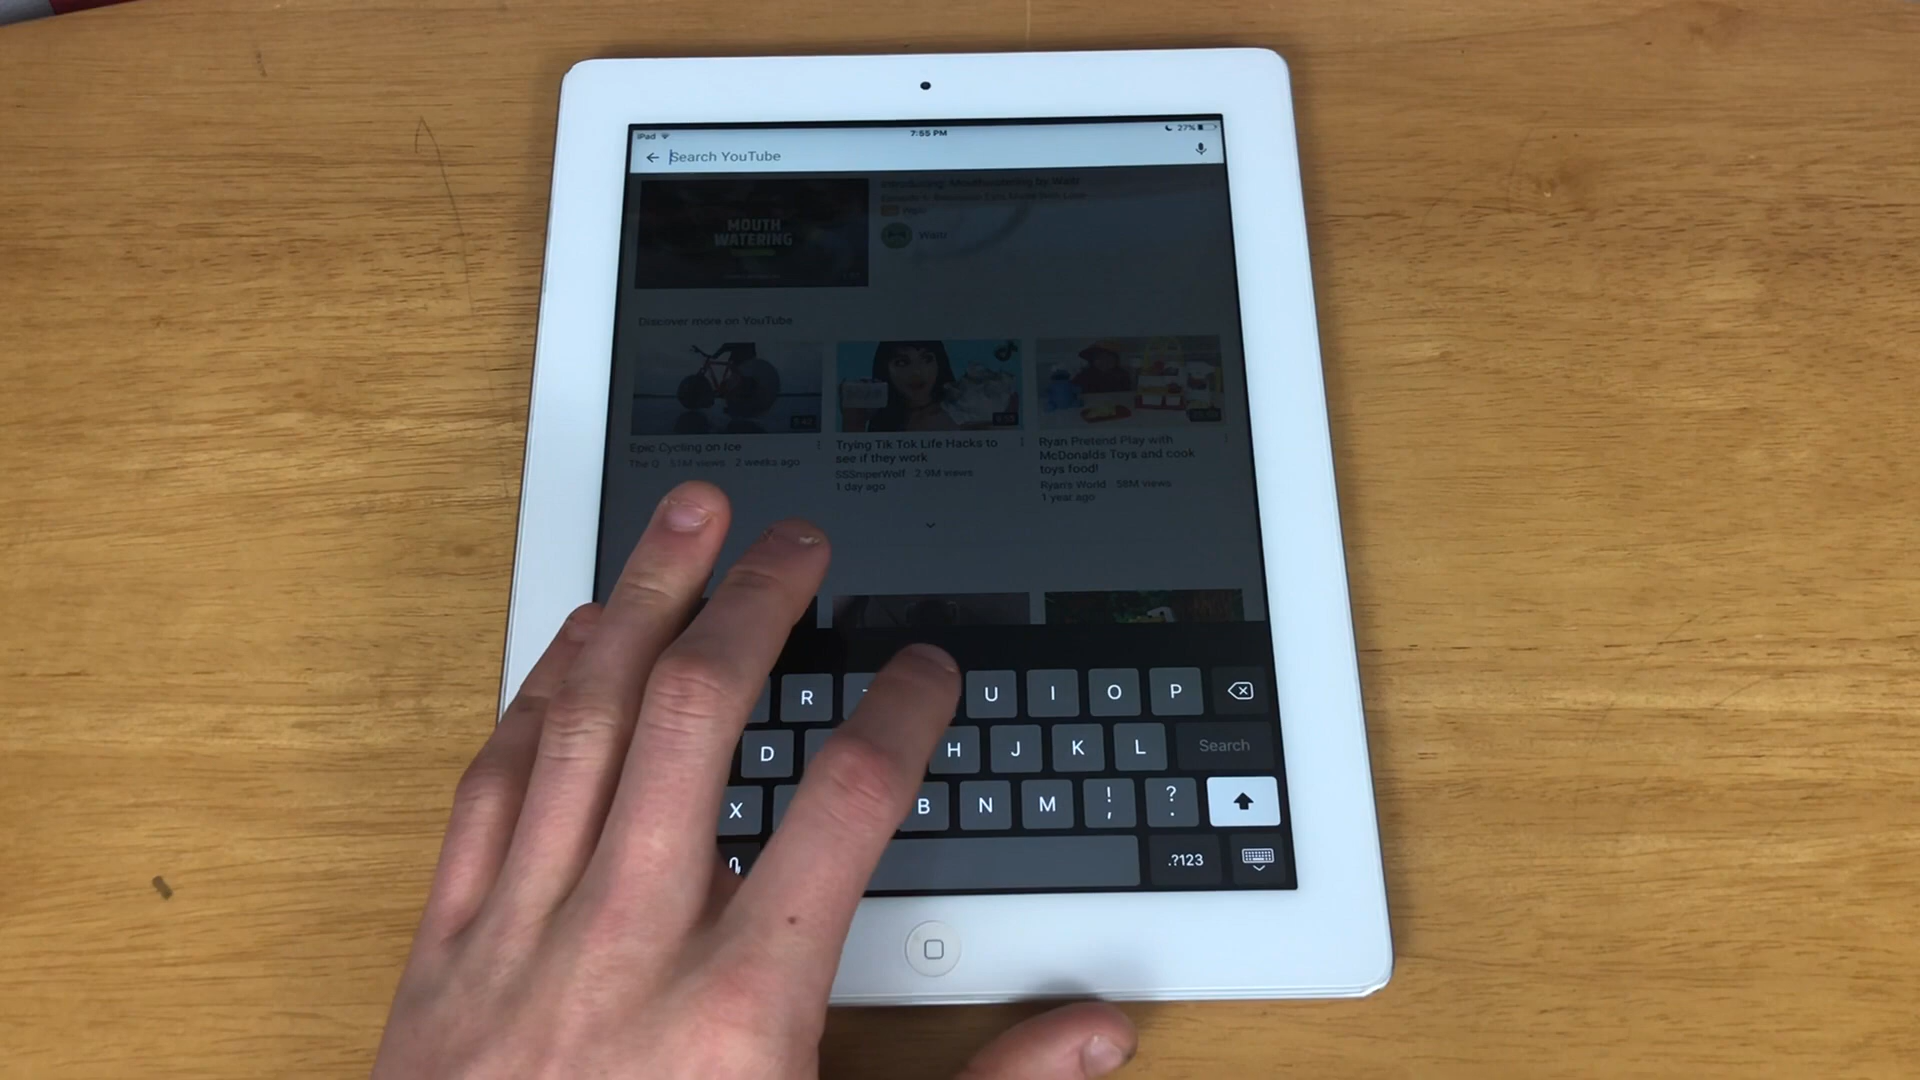 iPad 7:55 PM 27%
Search YouTube
MOUTH
WATERING
Introducing: Mouthwatering by Waitr
Waitr
Discover more on YouTube
Epic Cycling on Ice
The Q 51M views 2 weeks ago
Trying Tik Tok Life Hacks to
see if they work
SSSniperWolf 2.9M views
1 day ago
Ryan Pretend Play with
McDonalds Toys and cook
toys food!
Ryan's World 58M views
1 year ago
R U I O P
D H J K L Search
X B N M ! , ? .
.?123